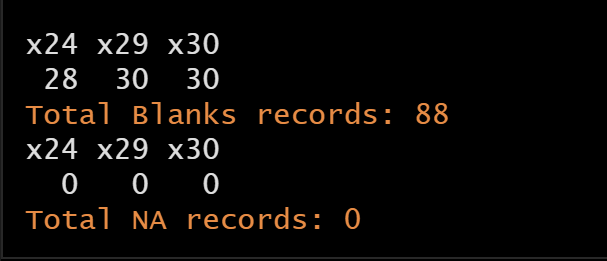 x24 x29 x30
 28  30  30
Total Blanks records: 88
x24 x29 x30
  0   0   0
Total NA records: 0